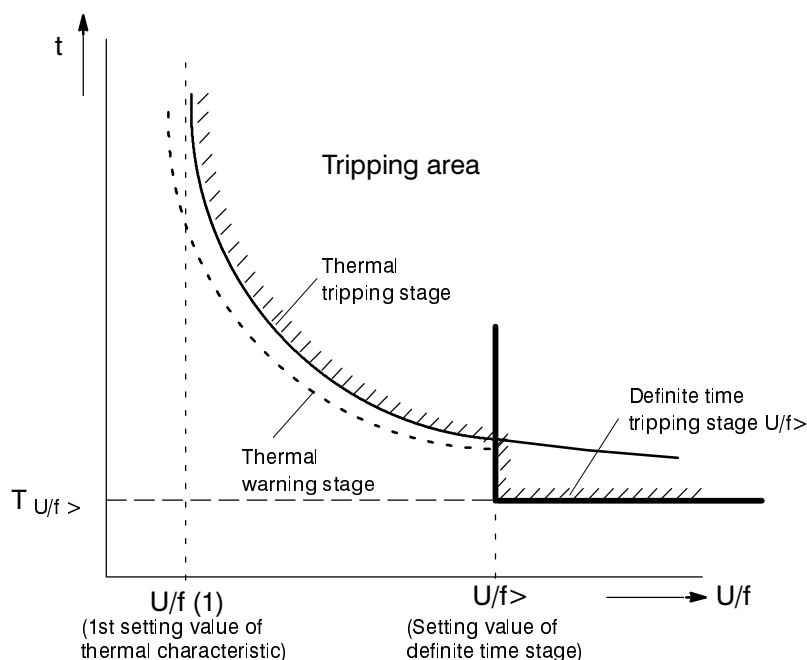 t
Tripping area
Thermal
tripping stage
Definite time
tripping stage U/f>
Thermal
warning stage
T U/f >
U/f (1)
(1st setting value of
thermal characteristic)
U/f>
(Setting value of
definite time stage)
U/f